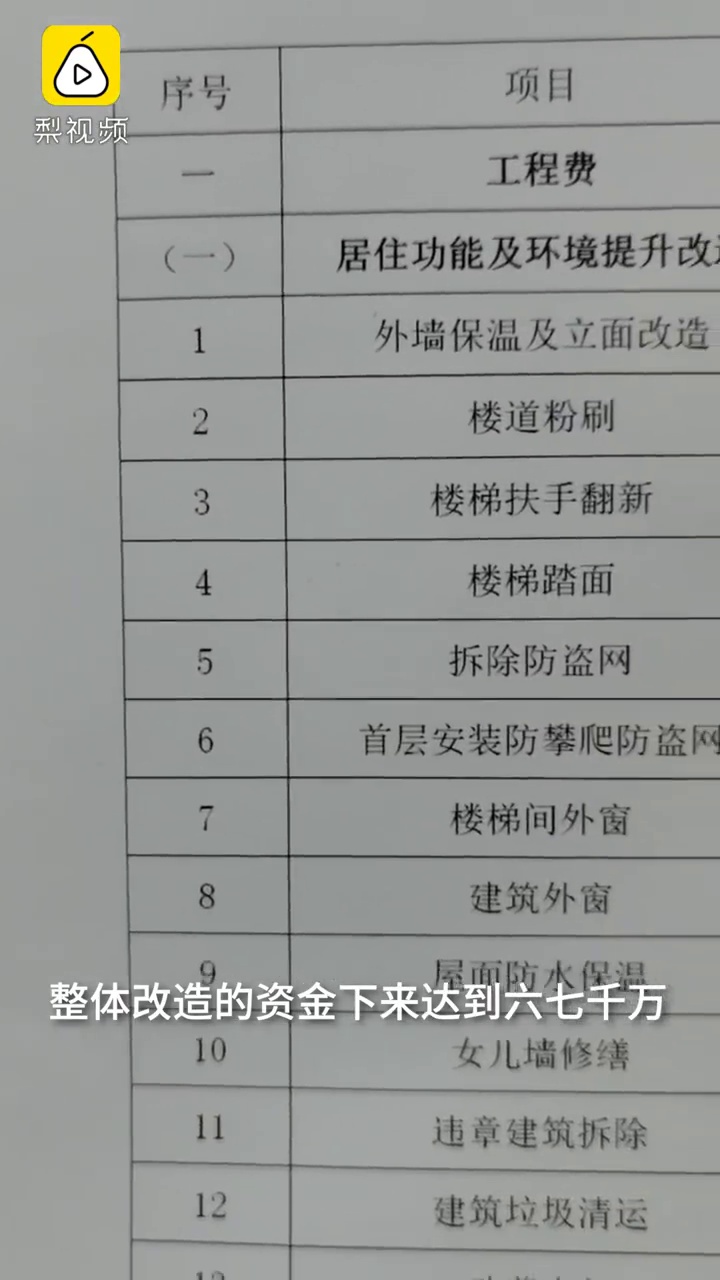 梨视频
序号 项目
一 工程费
（一） 居住功能及环境提升改造
1 外墙保温及立面改造
2 楼道粉刷
3 楼梯扶手翻新
4 楼梯踏面
5 拆除防盗网
6 首层安装防攀爬防盗网
7 楼梯间外窗
8 建筑外窗
9 屋面防水保温
整体改造的资金下来达到六七千万
10 女儿墙修缮
11 违章建筑拆除
12 建筑垃圾清运
13